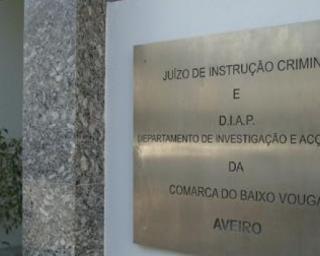 JUÍZO DE INSTRUÇÃO CRIMIN
E
D.I.A.P.
DEPARTAMENTO DE INVESTIGAÇÃO E ACÇ
DA
COMARCA DO BAIXO VOUGA
AVEIRO